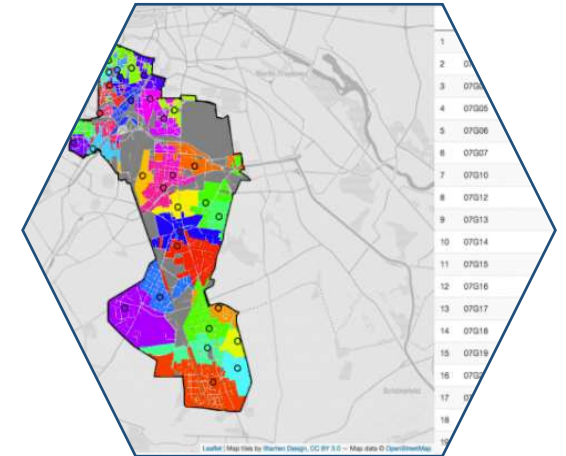 1
2
3
4 07G05
5 07G06
6 07G07
7 07G10
8 07G12
9 07G13
10 07G14
11 07G15
12 07G16
13 07G17
14 07G18
15 07G19
16
17
18
Schönefeld
Leaflet | Map tiles by Stamen Design, CC BY 3.0 — Map data © OpenStreetMap